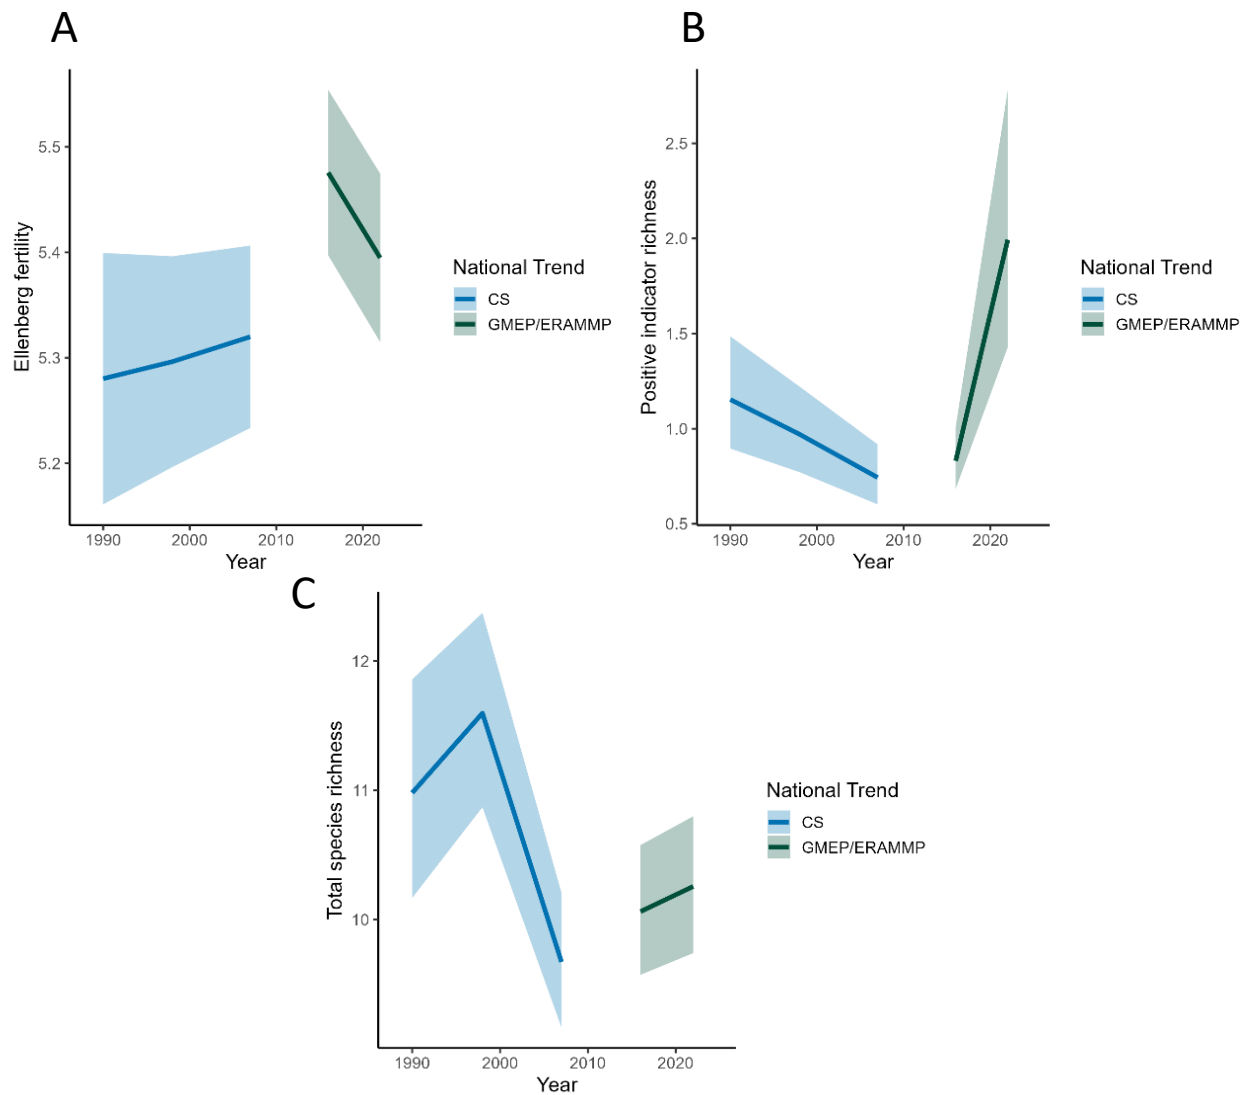 A
5.5
5.4
5.3
5.2
Ellenberg fertility
1990
2000
2010
2020
Year
National Trend
CS
GMEP/ERAMMP
B
2.5
2.0
1.5
1.0
0.5
Positive indicator richness
1990
2000
2010
2020
Year
National Trend
CS
GMEP/ERAMMP
C
12
11
10
Total species richness
1990
2000
2010
2020
Year
National Trend
CS
GMEP/ERAMMP